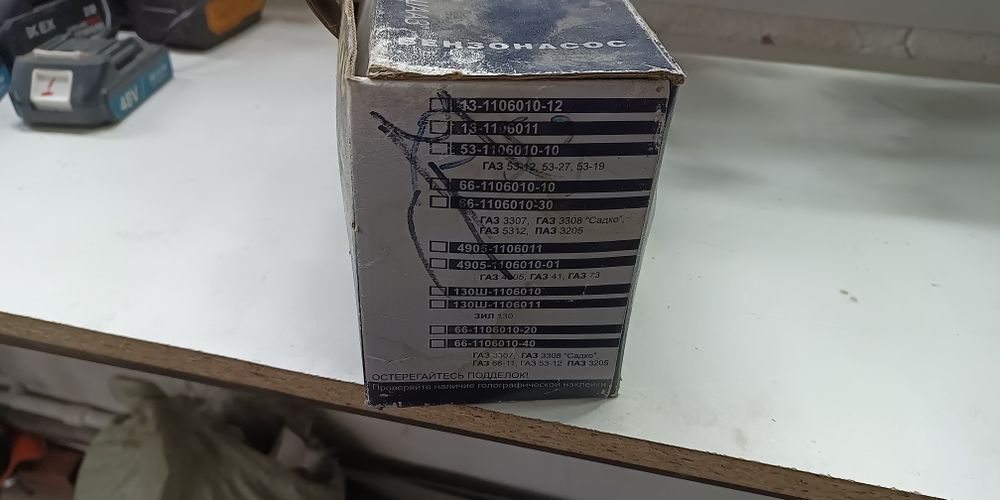 БЕНЗОНАСОС
13-1106010-12
13-1106011
53-1106010-10
ГАЗ 53-12, 53-27, 53-19
66-1106010-10
66-1106010-30
ГАЗ 3307, ГАЗ 3308 "Садко",
ГАЗ 5312, ПАЗ 3205
4905-1106011
4905-1106010-01
ГАЗ 4905, ГАЗ 41, ГАЗ 73
130Ш-1106010
130Ш-1106011
ЗИЛ 130
66-1106010-20
66-1106010-40
ГАЗ 3307, ГАЗ 3308 "Садко",
ГАЗ 66-11, ГАЗ 53-12 ПАЗ 3205
ОСТЕРЕГАЙТЕСЬ ПОДДЕЛОК!
Проверяйте наличие голографической наклейки
48V
1